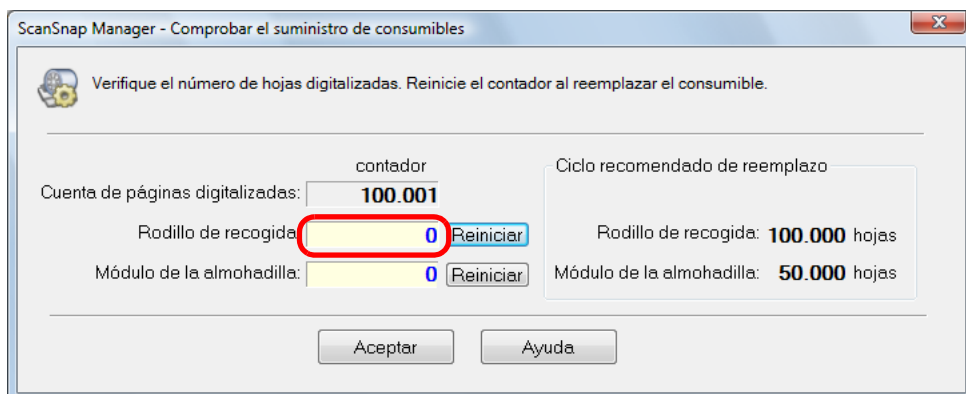 ScanSnap Manager - Comprobar el suministro de consumibles
Verifique el número de hojas digitalizadas. Reinicie el contador al reemplazar el consumible.
contador
Cuenta de páginas digitalizadas: 100.001
Rodillo de recogida 0 Reiniciar
Módulo de la almohadilla: 0 Reiniciar
Ciclo recomendado de reemplazo
Rodillo de recogida: 100.000 hojas
Módulo de la almohadilla: 50.000 hojas
Aceptar Ayuda